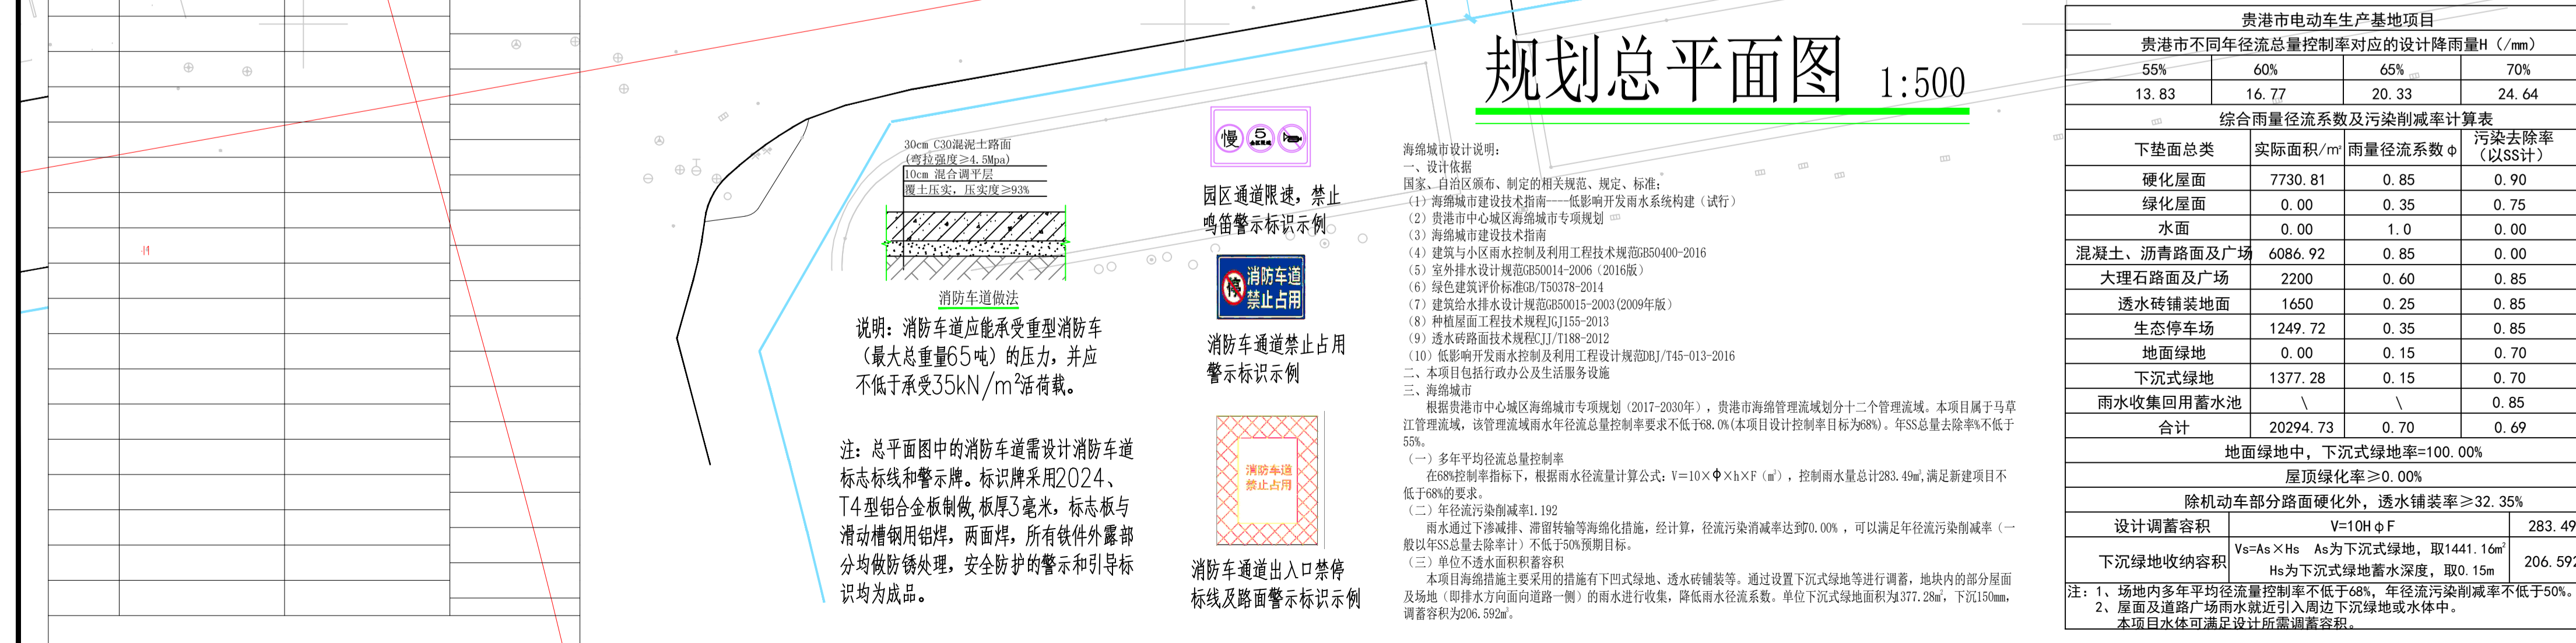 规划总平面图 1:500
30cm C30混泥土路面
(弯拉强度≥4.5Mpa)
10cm 混合调平层
覆土压实，压实度≥93%
消防车道做法
说明：消防车道应能承受重型消防车
（最大总重量65吨）的压力，并应
不低于承受35kN/m²活荷载。
注：总平面图中的消防车道需设计消防车道
标志标线和警示牌。标识牌采用2024、
T4型铝合金板制做,板厚3毫米，标志板与
滑动槽钢用铝焊，两面焊，所有铁件外露部
分均做防锈处理，安全防护的警示和引导标
识均为成品。
慢 5
园区通道限速，禁止
鸣笛警示标识示例
停 消防车道
禁止占用
消防车通道禁止占用
警示标识示例
消防车道
禁止占用
消防车通道出入口禁停
标线及路面警示标识示例
海绵城市设计说明：
一、设计依据
国家、自治区颁布、制定的相关规范、规定、标准；
（1）海绵城市建设技术指南----低影响开发雨水系统构建（试行）
（2）贵港市中心城区海绵城市专项规划
（3）海绵城市建设技术指南
（4）建筑与小区雨水控制及利用工程技术规范GB50400-2016
（5）室外排水设计规范GB50014-2006（2016版）
（6）绿色建筑评价标准GB/T50378-2014
（7）建筑给水排水设计规范GB50015-2003(2009年版）
（8）种植屋面工程技术规程JGJ155-2013
（9）透水砖路面技术规程CJJ/T188-2012
（10）低影响开发雨水控制及利用工程设计规范DBJ/T45-013-2016
二、本项目包括行政办公及生活服务设施
三、海绵城市
根据贵港市中心城区海绵城市专项规划（2017-2030年），贵港市海绵管理流域划分十二个管理流域。本项目属于马草
江管理流域，该管理流域雨水年径流总量控制率要求不低于68.0%(本项目设计控制率目标为68%）。年SS总量去除率%不低于
55%。
（一）多年平均径流总量控制率
在68%控制率指标下，根据雨水径流量计算公式：V=10×Φ×h×F（m³），控制雨水量总计283.49m³,满足新建项目不
低于68%的要求。
（二）年径流污染削减率1.192
雨水通过下渗减排、滞留转输等海绵化措施，经计算，径流污染消减率达到70.00% ，可以满足年径流污染削减率（一
般以年SS总量去除率计）不低于50%预期目标。
（三）单位不透水面积积蓄容积
本项目海绵措施主要采用的措施有下凹式绿地、透水砖铺装等。通过设置下沉式绿地等进行调蓄，地块内的部分屋面
及场地（即排水方向面向道路一侧）的雨水进行收集，降低雨水径流系数。单位下沉式绿地面积为1377.28m²，下沉150mm，
调蓄容积为206.592m³。
贵港市电动车生产基地项目
贵港市不同年径流总量控制率对应的设计降雨量H（/mm）
55% 60% 65% 70%
13.83 16.77 20.33 24.64
综合雨量径流系数及污染削减率计算表
下垫面总类 实际面积/㎡ 雨量径流系数φ 污染去除率（以SS计）
硬化屋面 7730.81 0.85 0.90
绿化屋面 0.00 0.35 0.75
水面 0.00 1.0 0.00
混凝土、沥青路面及广场 6086.92 0.85 0.00
大理石路面及广场 2200 0.60 0.85
透水砖铺装地面 1650 0.25 0.85
生态停车场 1249.72 0.35 0.85
地面绿地 0.00 0.15 0.70
下沉式绿地 1377.28 0.15 0.70
雨水收集回用蓄水池 \ \ 0.85
合计 20294.73 0.70 0.69
地面绿地中，下沉式绿地率=100.00%
屋顶绿化率≥0.00%
除机动车部分路面硬化外，透水铺装率≥32.35%
设计调蓄容积 V=10HφF 283.49
下沉绿地收纳容积 Vs=As×Hs As为下沉式绿地，取1441.16m² 206.592
Hs为下沉式绿地蓄水深度，取0.15m
注：1、场地内多年平均径流量控制率不低于68%，年径流污染削减率不低于50%。
2、屋面及道路广场雨水就近引入周边下沉绿地或水体中。
本项目水体可满足设计所需调蓄容积。